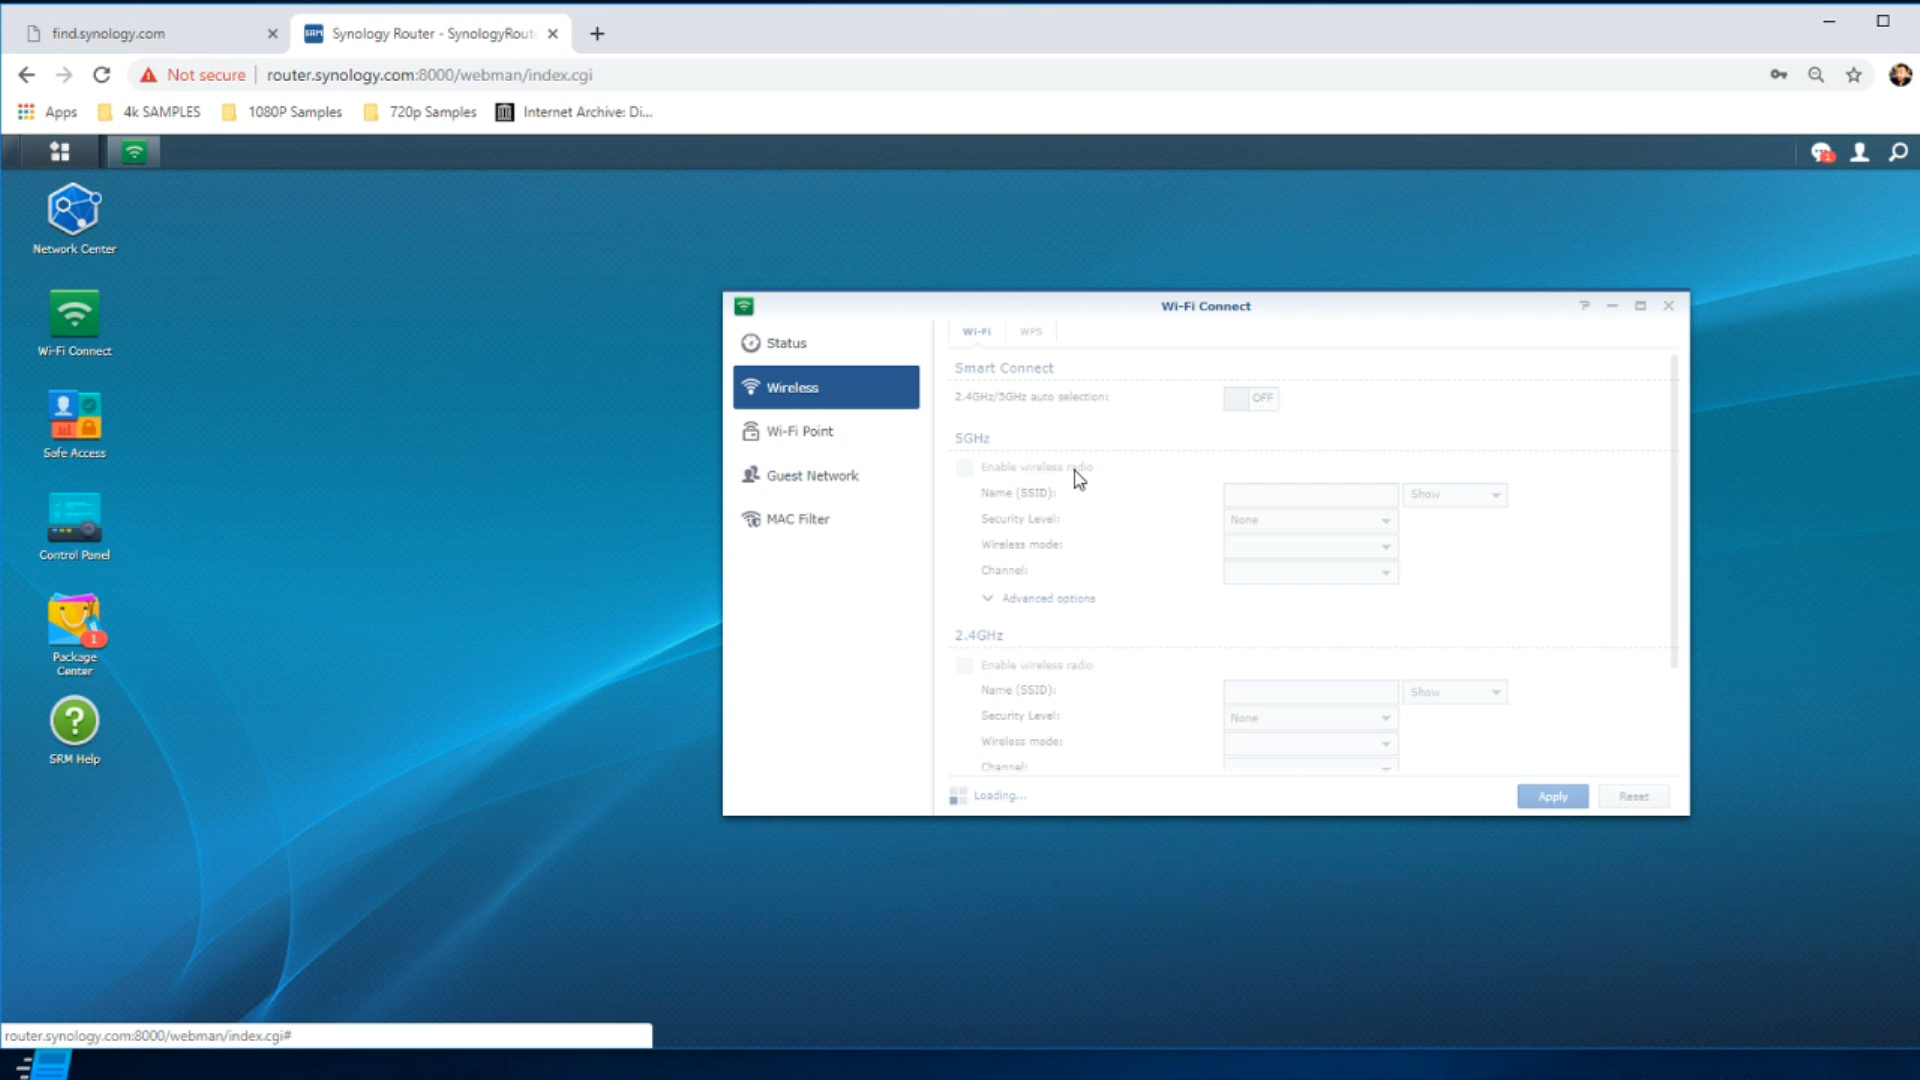 find.synology.com
SRM Synology Router - SynologyRout
Not secure router.synology.com:8000/webman/index.cgi
Apps 4k SAMPLES 1080P Samples 720p Samples Internet Archive: Di...
Network Center
Wi-Fi Connect
Safe Access
Control Panel
1
Package
Center
SRM Help
Wi-Fi Connect
Status
Wireless
Wi-Fi Point
Guest Network
MAC Filter
Wi-Fi WPS
Smart Connect
2.4GHz/5GHz auto selection: OFF
5GHz
Enable wireless radio
Name (SSID): Show
Security Level: None
Wireless mode:
Channel:
Advanced options
2.4GHz
Enable wireless radio
Name (SSID): Show
Security Level: None
Wireless mode:
Channel:
Loading... Apply Reset
router.synology.com:8000/webman/index.cgi#